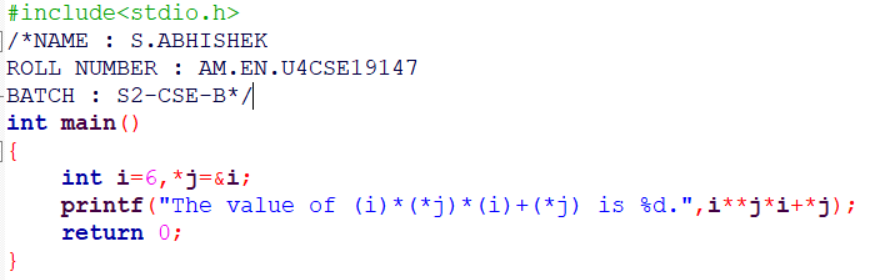 #include<stdio.h>
/*NAME : S.ABHISHEK
ROLL NUMBER : AM.EN.U4CSE19147
BATCH : S2-CSE-B*/
int main()
{
    int i=6,*j=&i;
    printf("The value of (i)*(*j)*(i)+(*j) is %d.",i**j*i+*j);
    return 0;
}